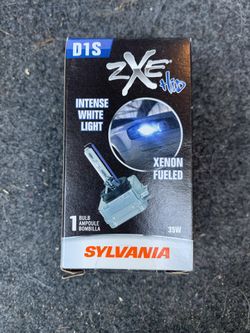 D1S
zXe
HID
INTENSE
WHITE
LIGHT
XENON
FUELED
1 BULB
AMPOULE
BOMBILLA
35W
SYLVANIA